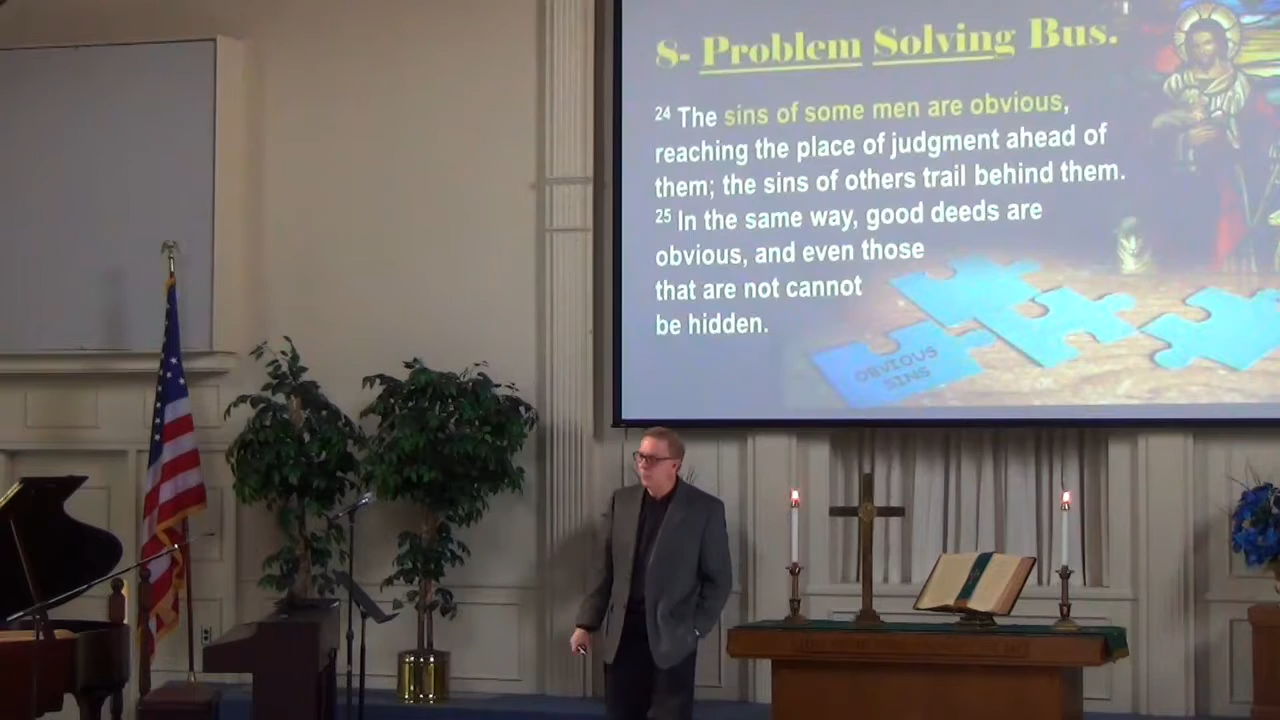 8- Problem Solving Bus.
24 The sins of some men are obvious,
reaching the place of judgment ahead of
them; the sins of others trail behind them.
25 In the same way, good deeds are
obvious, and even those
that are not cannot
be hidden.
OBVIOUS
SINS